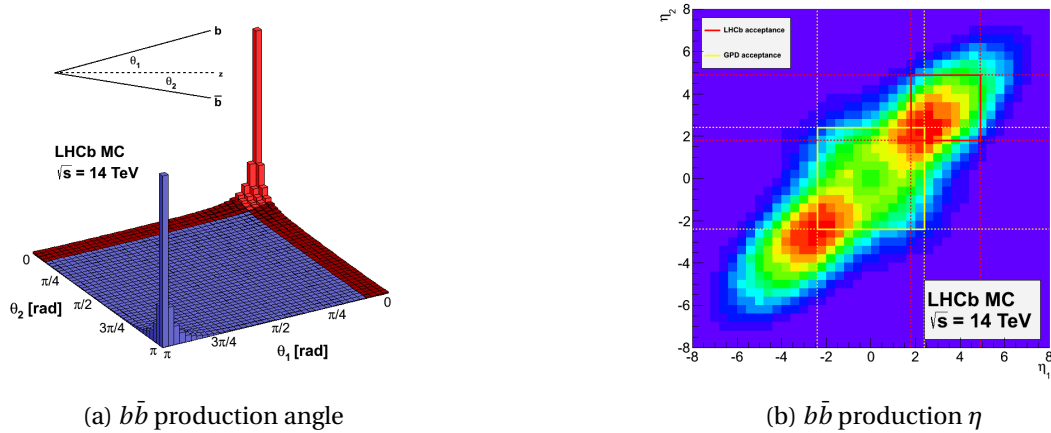 b
θ1
θ2
z
b̄
LHCb MC
√s = 14 TeV
0
π/4
π/2
3π/4
π
θ2 [rad]
π
3π/4
π/2
π/4
0
θ1 [rad]
(a) bb̄ production angle
η2
8
6
4
2
0
-2
-4
-6
-8
LHCb acceptance
GPD acceptance
LHCb MC
√s = 14 TeV
-8 -6 -4 -2 0 2 4 6 8
η1
(b) bb̄ production η